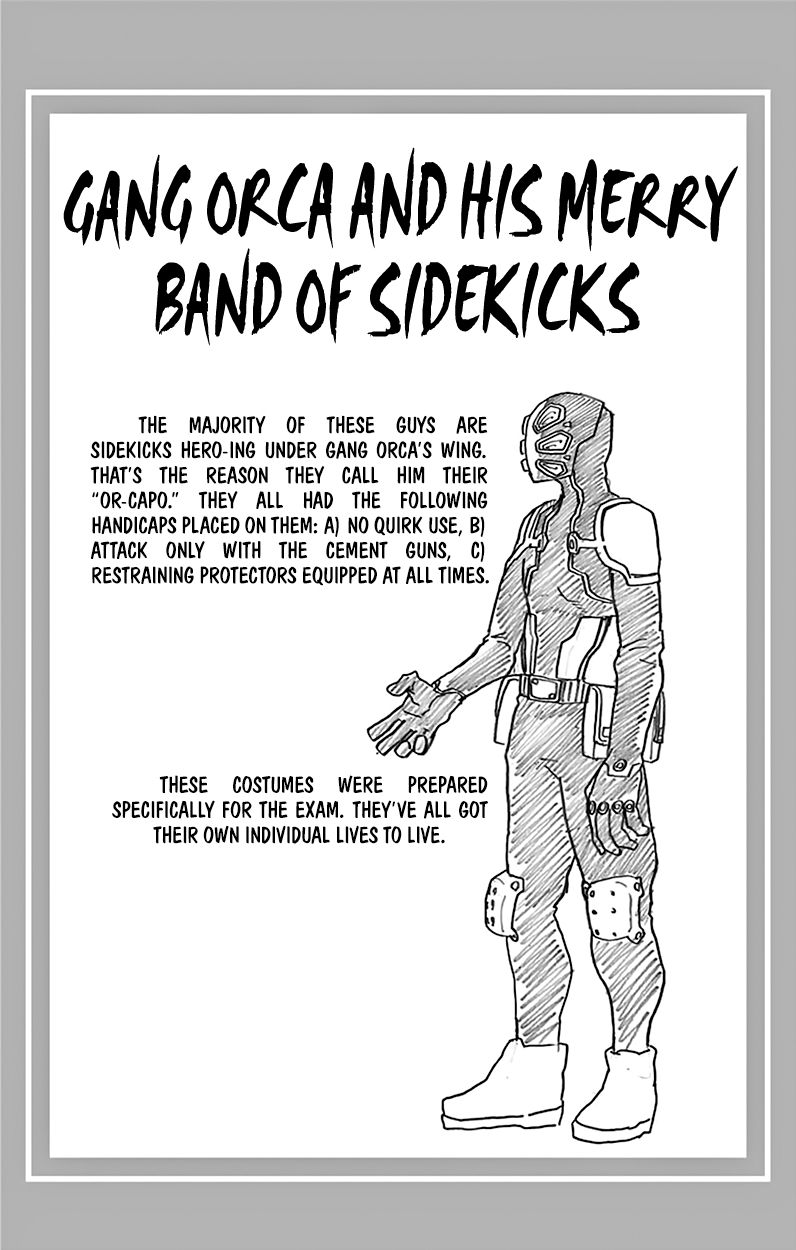 GANG ORCA AND HIS MERRY
BAND OF SIDEKICKS
THE MAJORITY OF THESE GUYS ARE
SIDEKICKS HERO-ING UNDER GANG ORCA'S WING.
THAT'S THE REASON THEY CALL HIM THEIR
"OR-CAPO." THEY ALL HAD THE FOLLOWING
HANDICAPS PLACED ON THEM: A) NO QUIRK USE, B)
ATTACK ONLY WITH THE CEMENT GUNS, C)
RESTRAINING PROTECTORS EQUIPPED AT ALL TIMES.
THESE COSTUMES WERE PREPARED
SPECIFICALLY FOR THE EXAM. THEY'VE ALL GOT
THEIR OWN INDIVIDUAL LIVES TO LIVE.